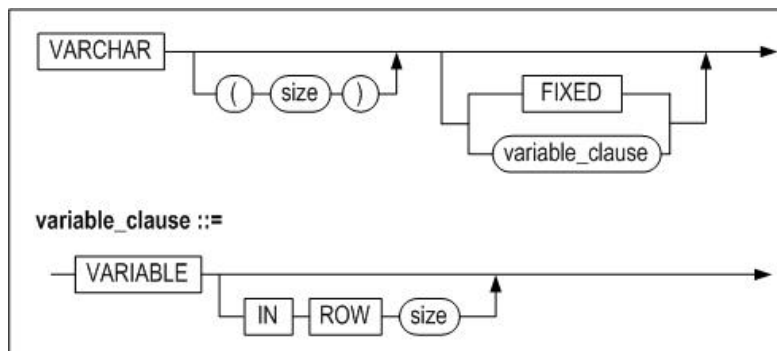 VARCHAR
( size )
FIXED
variable_clause
variable_clause ::=
VARIABLE
IN ROW size